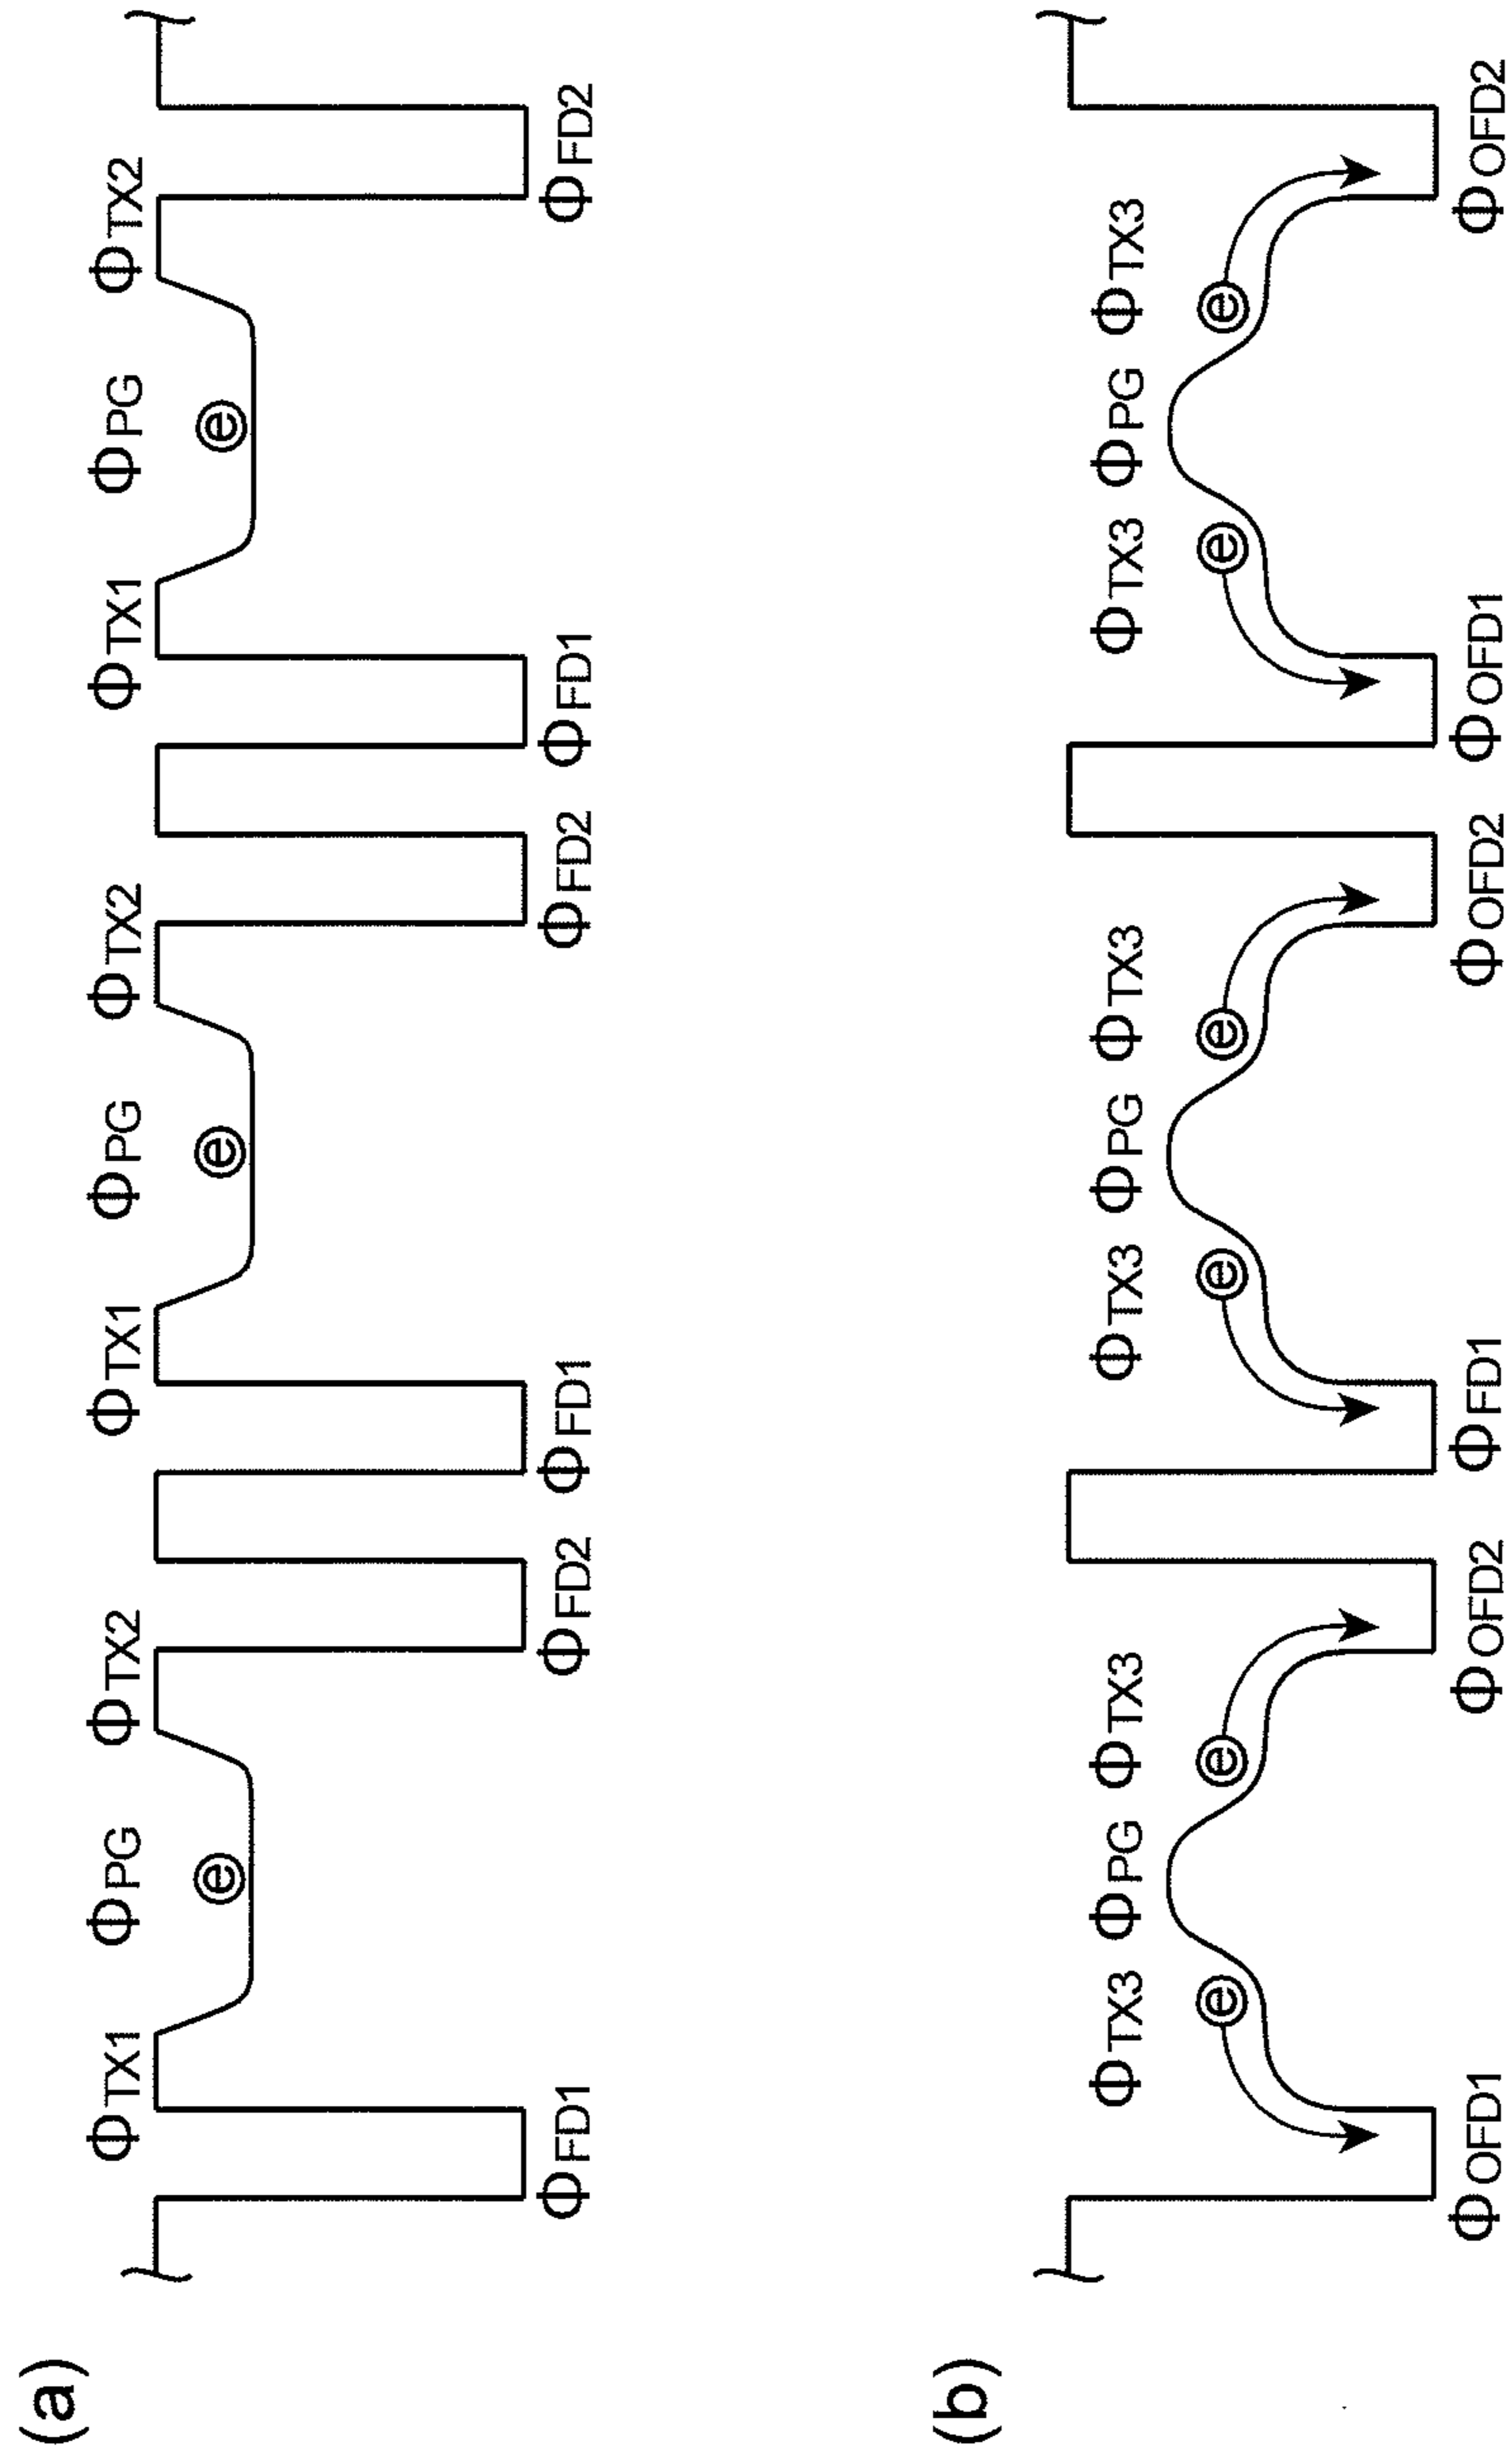 (a)
ΦTX1 ΦPG ΦTX2 ΦTX1 ΦPG ΦTX2 ΦTX1 ΦPG ΦTX2
e e e
ΦFD1 ΦFD2 ΦFD1 ΦFD2 ΦFD1 ΦFD2
(b)
ΦTX3 ΦPG ΦTX3 ΦTX3 ΦPG ΦTX3 ΦTX3 ΦPG ΦTX3
e e e e e e
ΦOFD1 ΦOFD2 ΦFD1 ΦOFD2 ΦOFD1 ΦOFD2